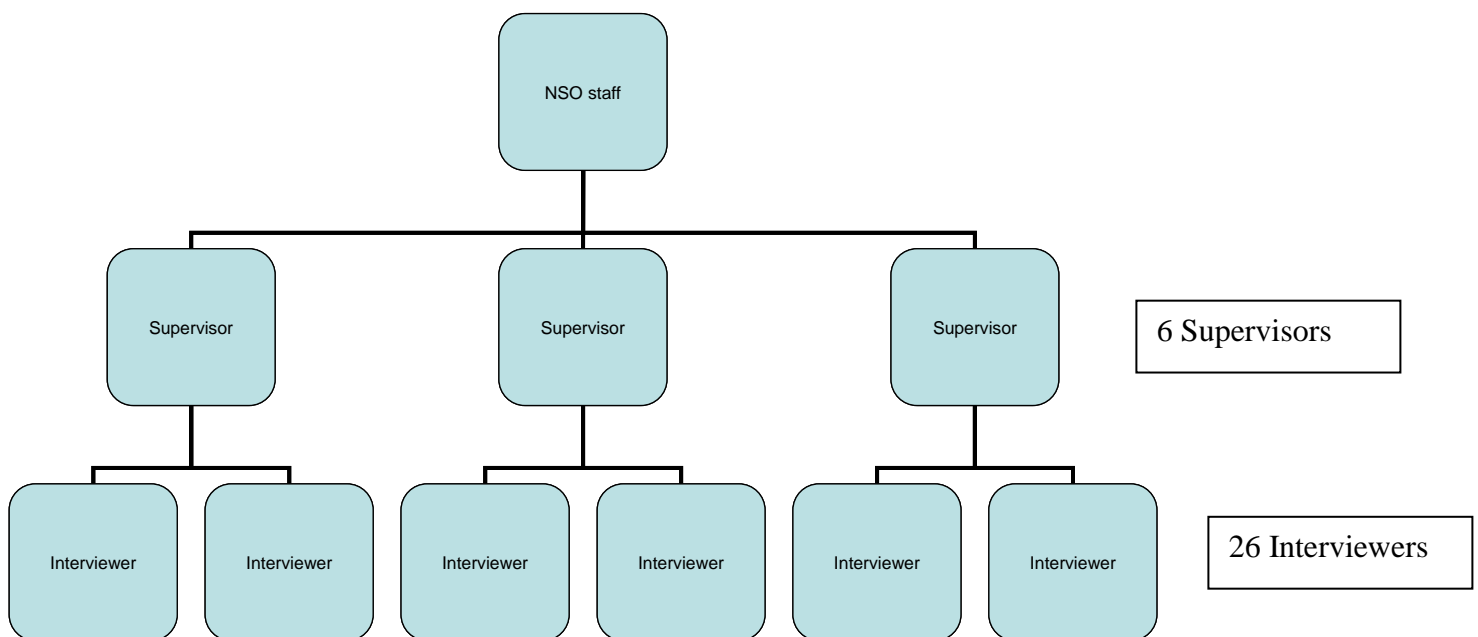 NSO staff
Supervisor
Supervisor
Supervisor
6 Supervisors
Interviewer
Interviewer
Interviewer
Interviewer
Interviewer
Interviewer
26 Interviewers